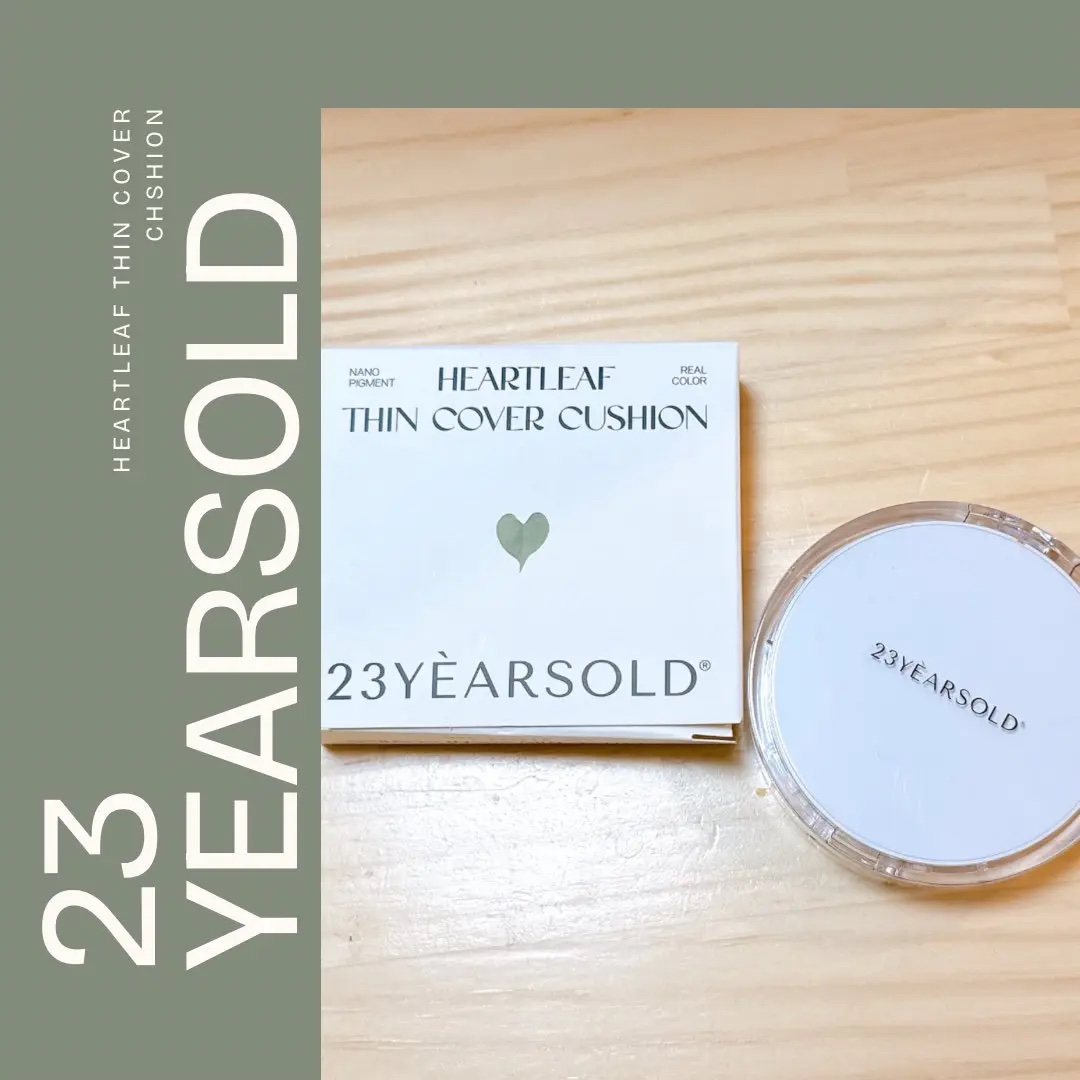 HEARTLEAF THIN COVER
CHSHION
23
YEARSOLD
NANO
PIGMENT
HEARTLEAF
REAL
COLOR
THIN COVER CUSHION
23YÈARSOLD®
23YÈARSOLD®